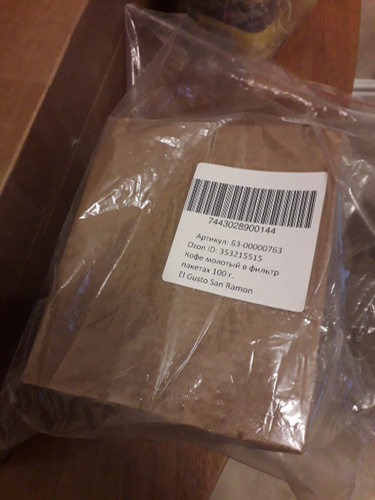 7443028900144
Артикул: БЗ-00000763
Ozon ID: 353215515
Кофе молотый в фильтр
пакетах 100 г.
El Gusto San Ramon